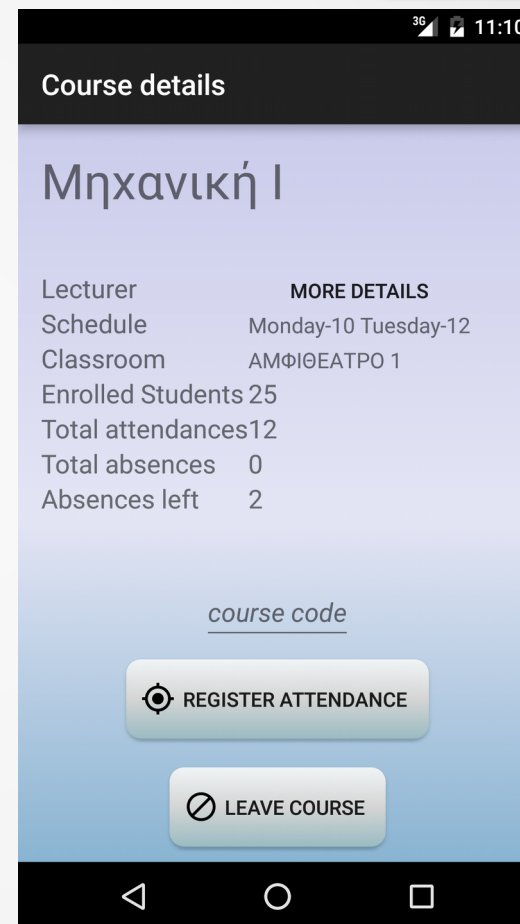 3G 11:10
Course details
Μηχανική Ι
Lecturer MORE DETAILS
Schedule Monday-10 Tuesday-12
Classroom ΑΜΦΙΘΕΑΤΡΟ 1
Enrolled Students 25
Total attendances 12
Total absences 0
Absences left 2
course code
REGISTER ATTENDANCE
LEAVE COURSE